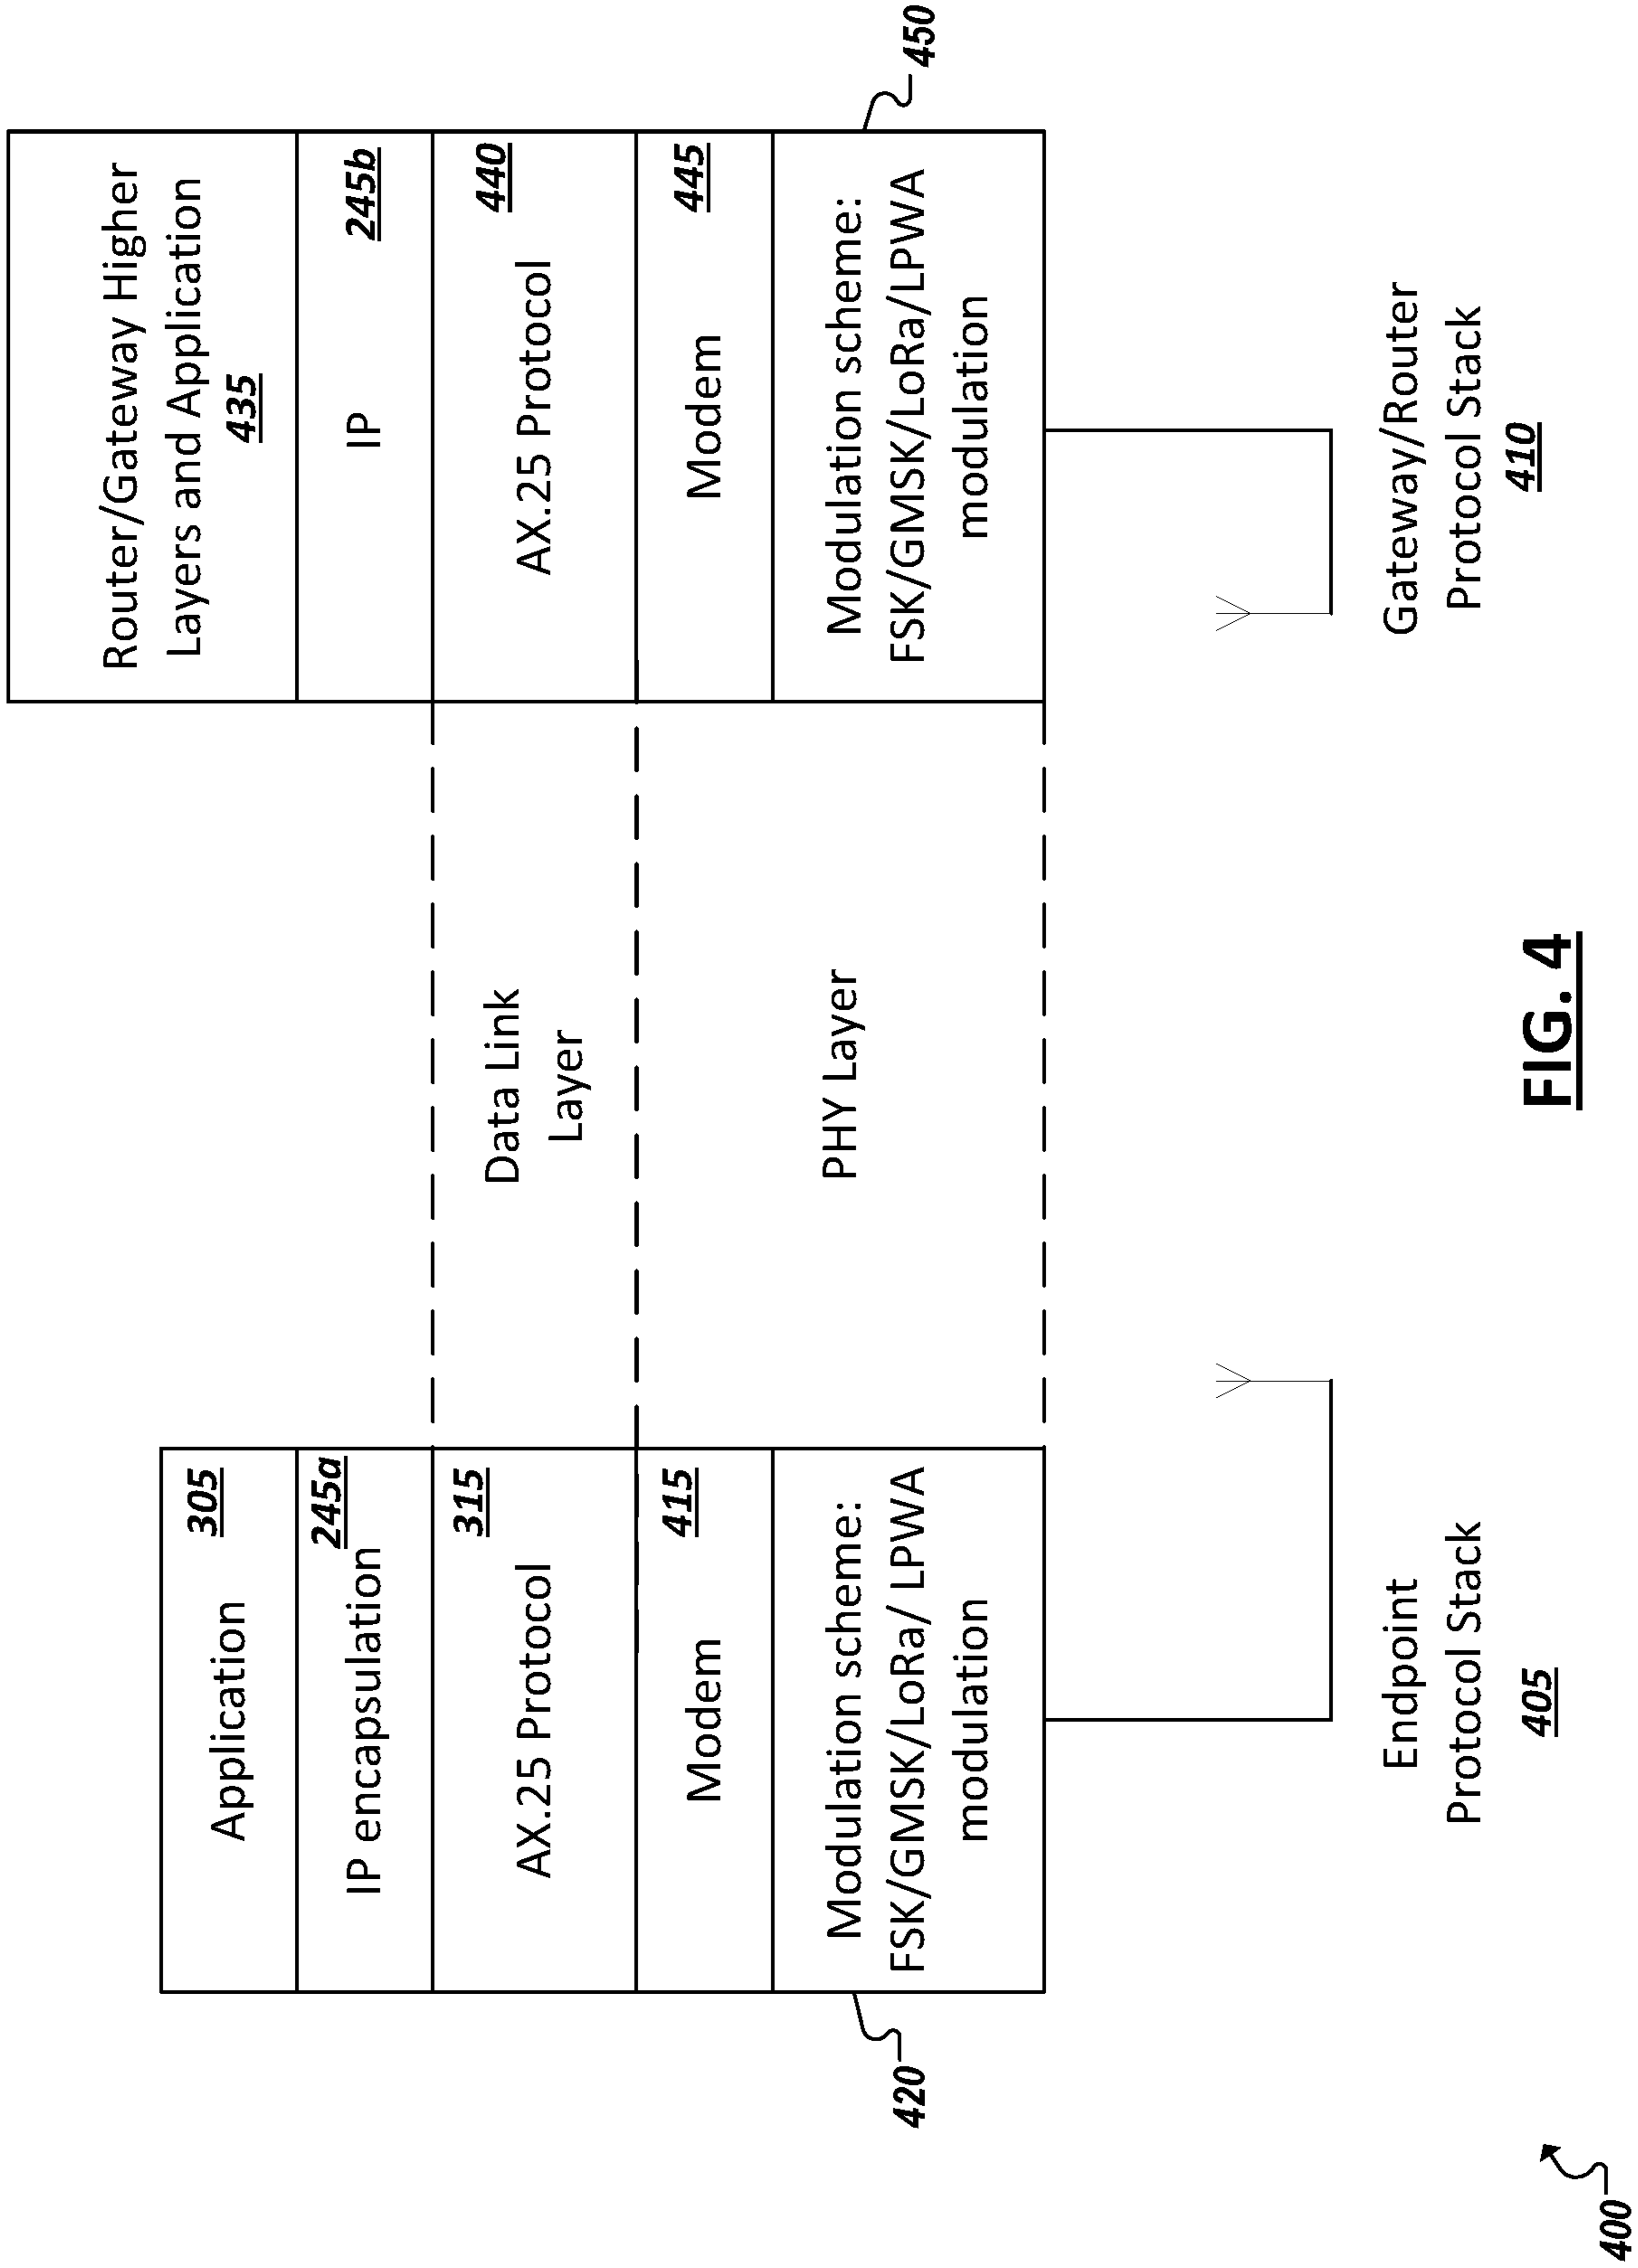 Application
305
IP encapsulation
245a
AX.25 Protocol
315
Modem
415
Modulation scheme:
FSK/GMSK/LoRa/ LPWA
modulation
420
Endpoint
Protocol Stack
405
Data Link
Layer
PHY Layer
Router/Gateway Higher
Layers and Application
435
IP
245b
AX.25 Protocol
440
Modem
445
Modulation scheme:
FSK/GMSK/LoRa/LPWA
modulation
450
Gateway/Router
Protocol Stack
410
400
FIG. 4